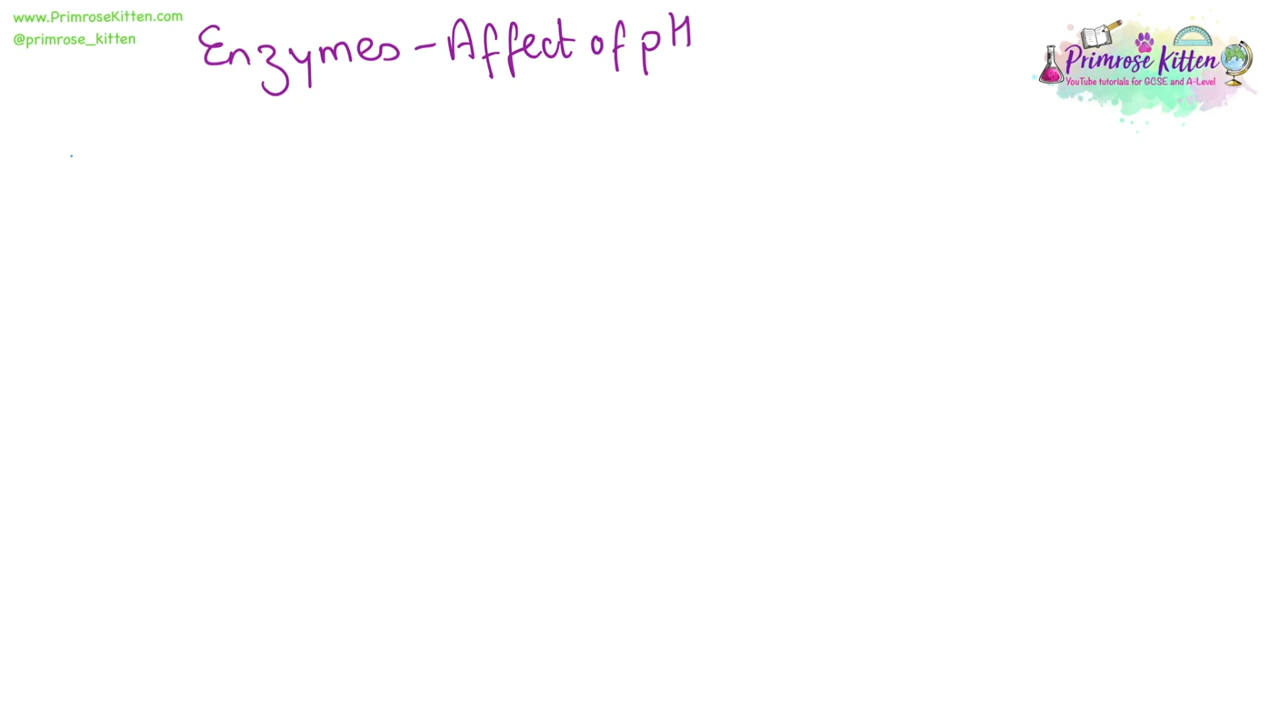 www.PrimroseKitten.com
@primrose_kitten
Enzymes - Affect of pH
Primrose Kitten
YouTube tutorials for GCSE and A-Level